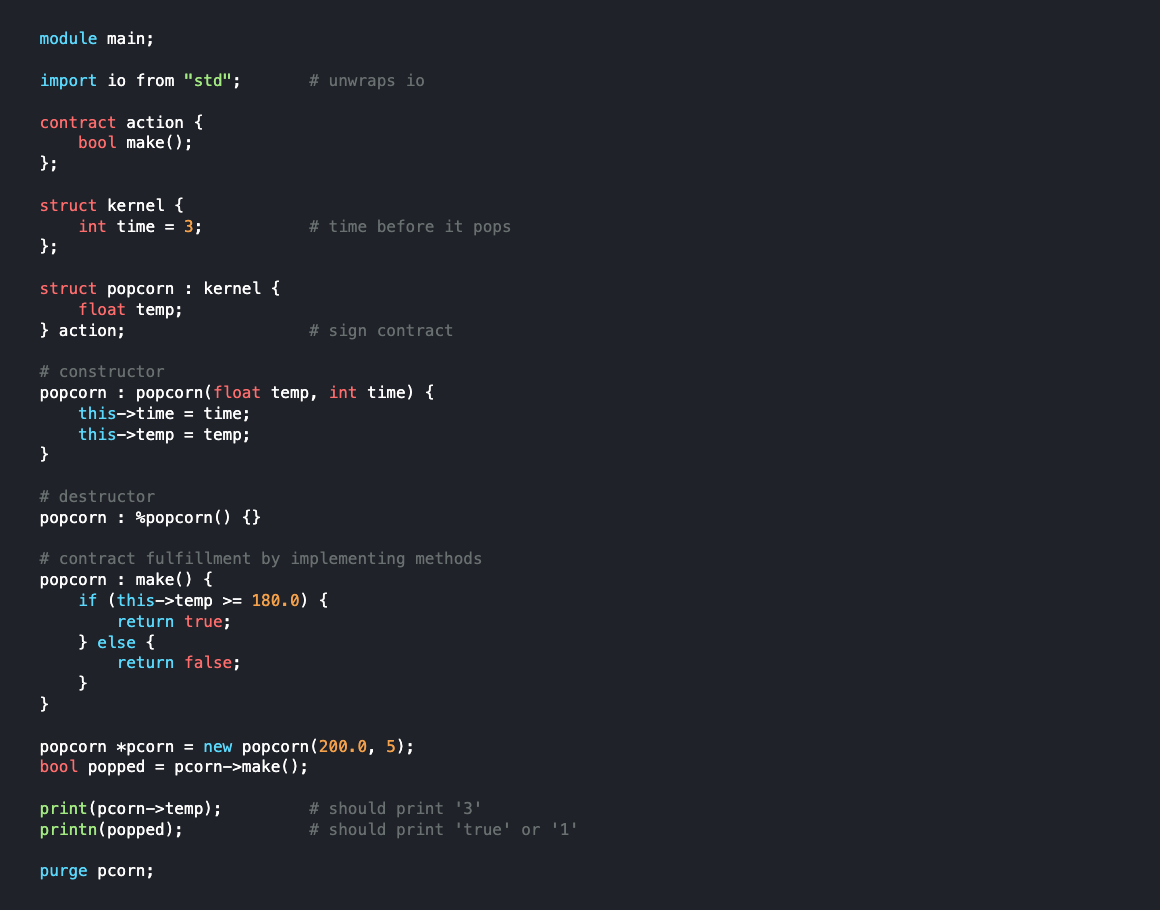 module main;
import io from "std";       # unwraps io
contract action {
    bool make();
};
struct kernel {
    int time = 3;           # time before it pops
};
struct popcorn : kernel {
    float temp;
} action;                   # sign contract
# constructor
popcorn : popcorn(float temp, int time) {
    this->time = time;
    this->temp = temp;
}
# destructor
popcorn : %popcorn() {}
# contract fulfillment by implementing methods
popcorn : make() {
    if (this->temp >= 180.0) {
        return true;
    } else {
        return false;
    }
}
popcorn *pcorn = new popcorn(200.0, 5);
bool popped = pcorn->make();
print(pcorn->temp);         # should print '3'
printn(popped);             # should print 'true' or '1'
purge pcorn;